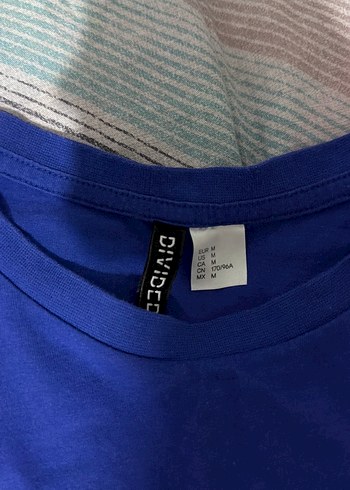 DIVIDED
EUR M
US M
CA M
CN 170/96A
MX M